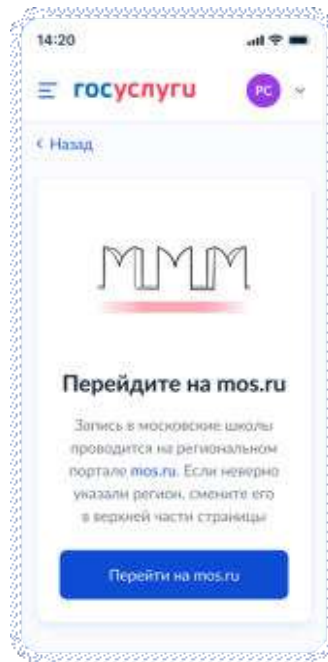 14:20
госуслуги
РС
Назад
Перейдите на mos.ru
Запись в московские школы
проводится на региональном
портале mos.ru. Если неверно
указали регион, смените его
в верхней части страницы
Перейти на mos.ru